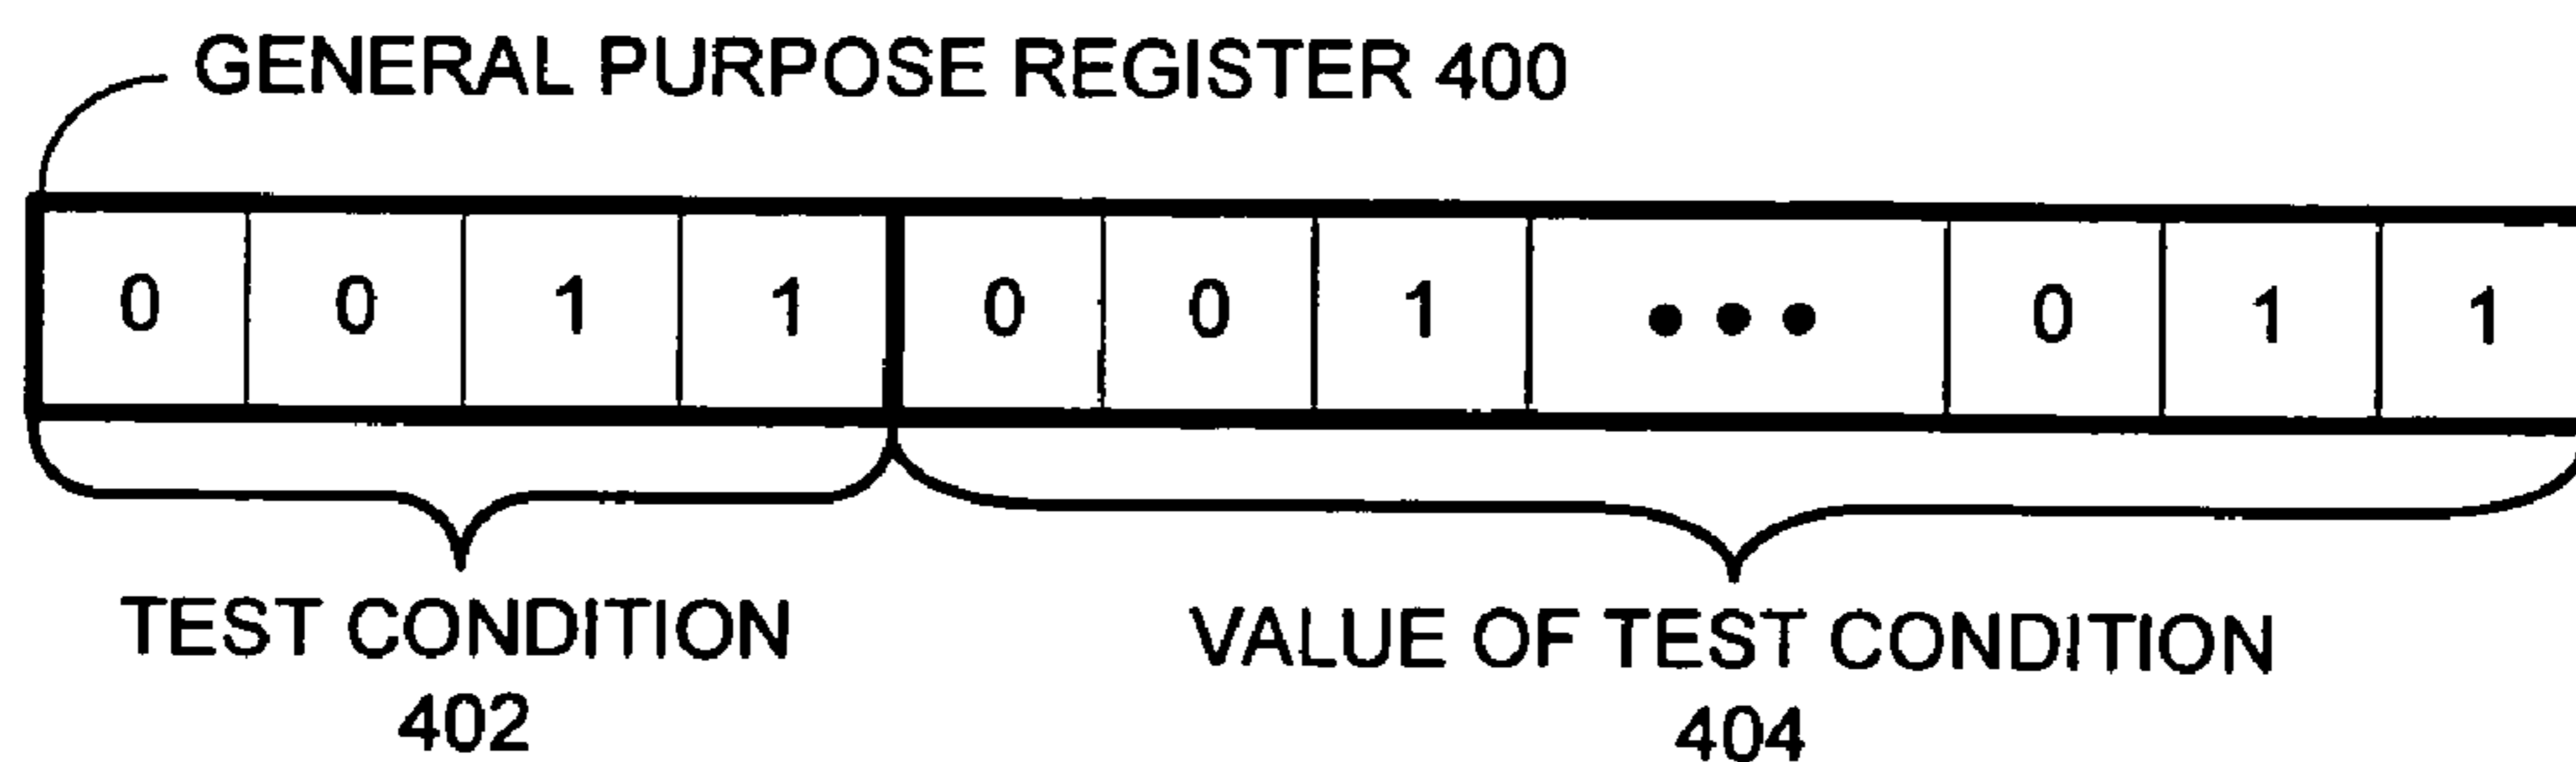 GENERAL PURPOSE REGISTER 400
0 0 1 1 0 0 1 ••• 0 1 1
TEST CONDITION
402
VALUE OF TEST CONDITION
404